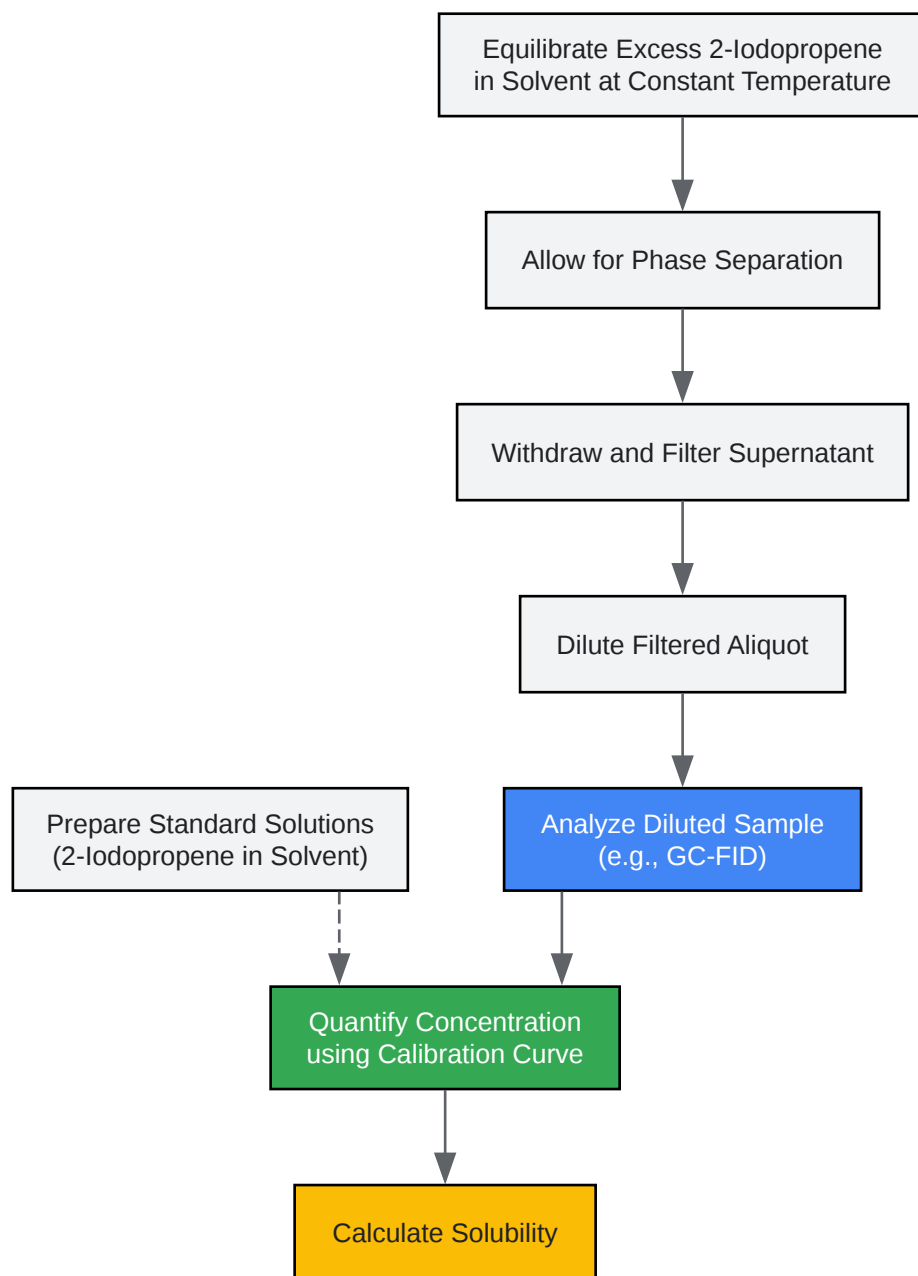 Equilibrate Excess 2-Iodopropene
in Solvent at Constant Temperature
Allow for Phase Separation
Withdraw and Filter Supernatant
Dilute Filtered Aliquot
Prepare Standard Solutions
(2-Iodopropene in Solvent)
Analyze Diluted Sample
(e.g., GC-FID)
Quantify Concentration
using Calibration Curve
Calculate Solubility